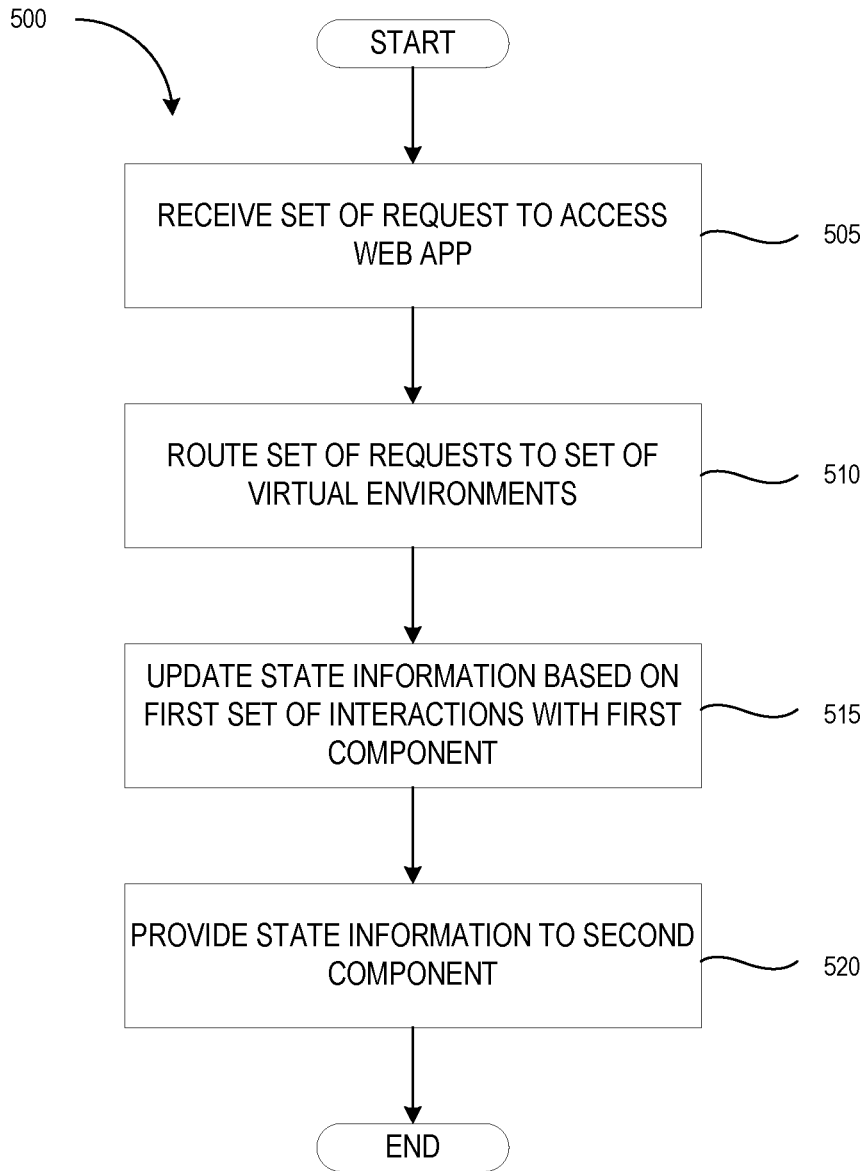 500
START
RECEIVE SET OF REQUEST TO ACCESS
WEB APP
505
ROUTE SET OF REQUESTS TO SET OF
VIRTUAL ENVIRONMENTS
510
UPDATE STATE INFORMATION BASED ON
FIRST SET OF INTERACTIONS WITH FIRST
COMPONENT
515
PROVIDE STATE INFORMATION TO SECOND
COMPONENT
520
END